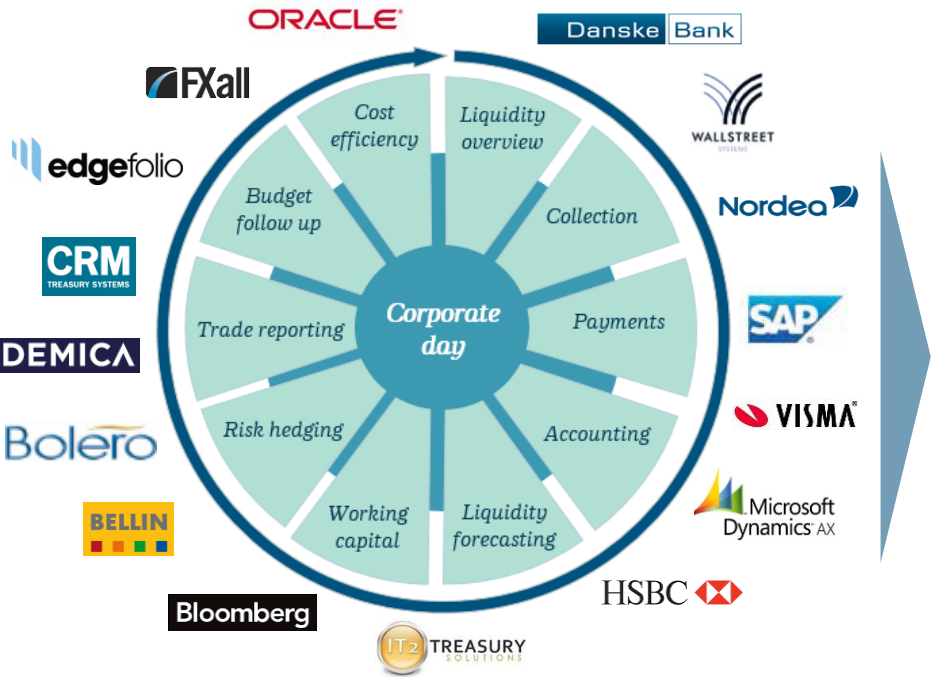 ORACLE®
Danske Bank
FXall
WALLSTREET
SYSTEMS
edgefolio
Nordea
CRM
TREASURY SYSTEMS
SAP®
DEMICA
VISMA®
Bolero
Microsoft
Dynamics AX
BELLIN
HSBC
Bloomberg
IT2 TREASURY
SOLUTIONS
Cost
efficiency
Liquidity
overview
Collection
Payments
Accounting
Liquidity
forecasting
Working
capital
Risk hedging
Trade reporting
Budget
follow up
Corporate
day